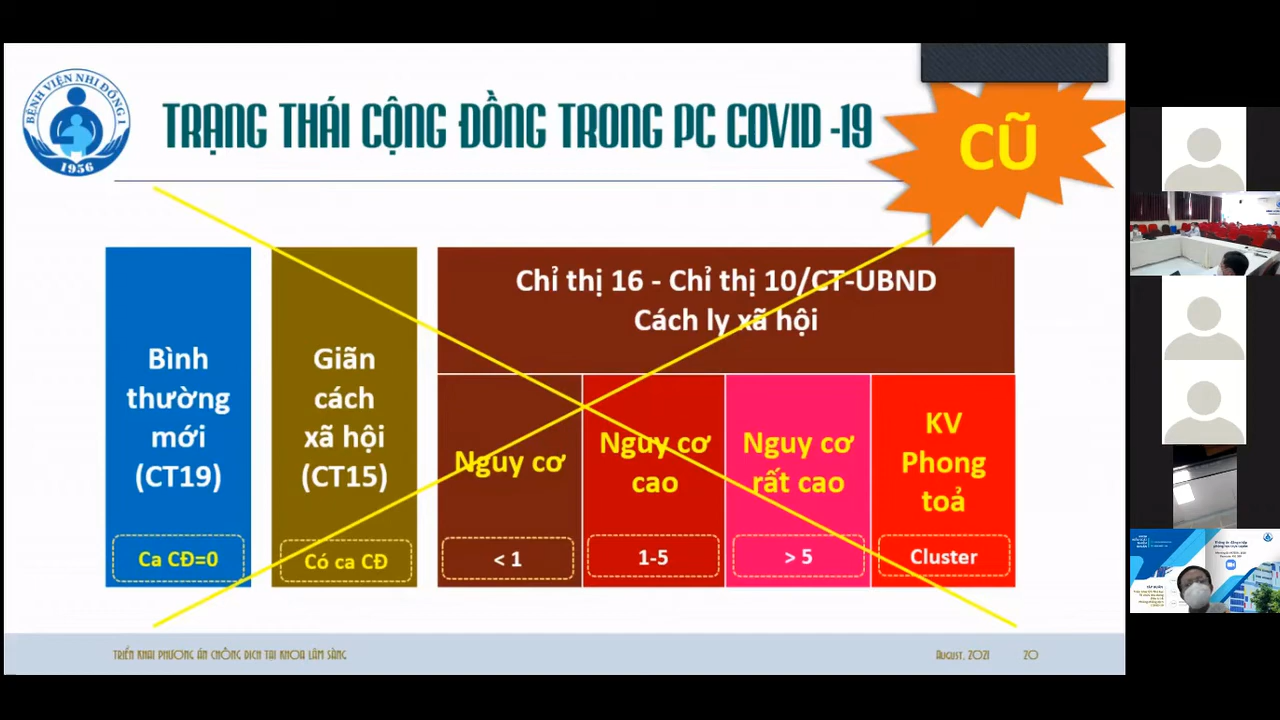 BỆNH VIỆN NHI ĐỒNG 1
1956
TRẠNG THÁI CỘNG ĐỒNG TRONG PC COVID -19
CŨ
Bình
thường
mới
(CT19)
Ca CĐ=0
Giãn
cách
xã hội
(CT15)
Có ca CĐ
Chỉ thị 16 - Chỉ thị 10/CT-UBND
Cách ly xã hội
Nguy cơ
< 1
Nguy cơ
cao
1-5
Nguy cơ
rất cao
> 5
KV
Phong
toả
Cluster
TRIỂN KHAI PHƯƠNG ÁN CHỐNG DỊCH TẠI KHOA LÂM SÀNG
August, 2021
20